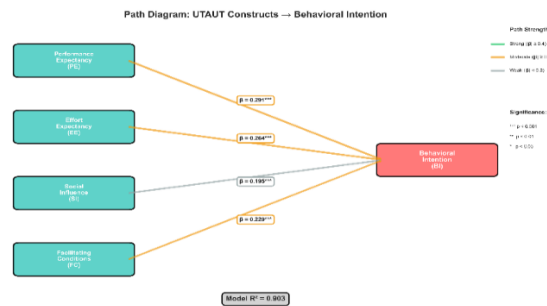 Path Diagram: UTAUT Constructs → Behavioral Intention
Path Strength
Strong (|β| ≥ 0.4)
Moderate (|β| ≥
Weak (|β| <
Performance
Expectancy
(PE)
β = 0.291***
Effort
Expectancy
(EE)
β = 0.264***
Social
Influence
(SI)
β = 0.195***
Facilitating
Conditions
(FC)
β = 0.229***
Behavioral
Intention
(BI)
Significance:
*** p < 0.001
** p < 0.01
* p < 0.05
Model R² = 0.903